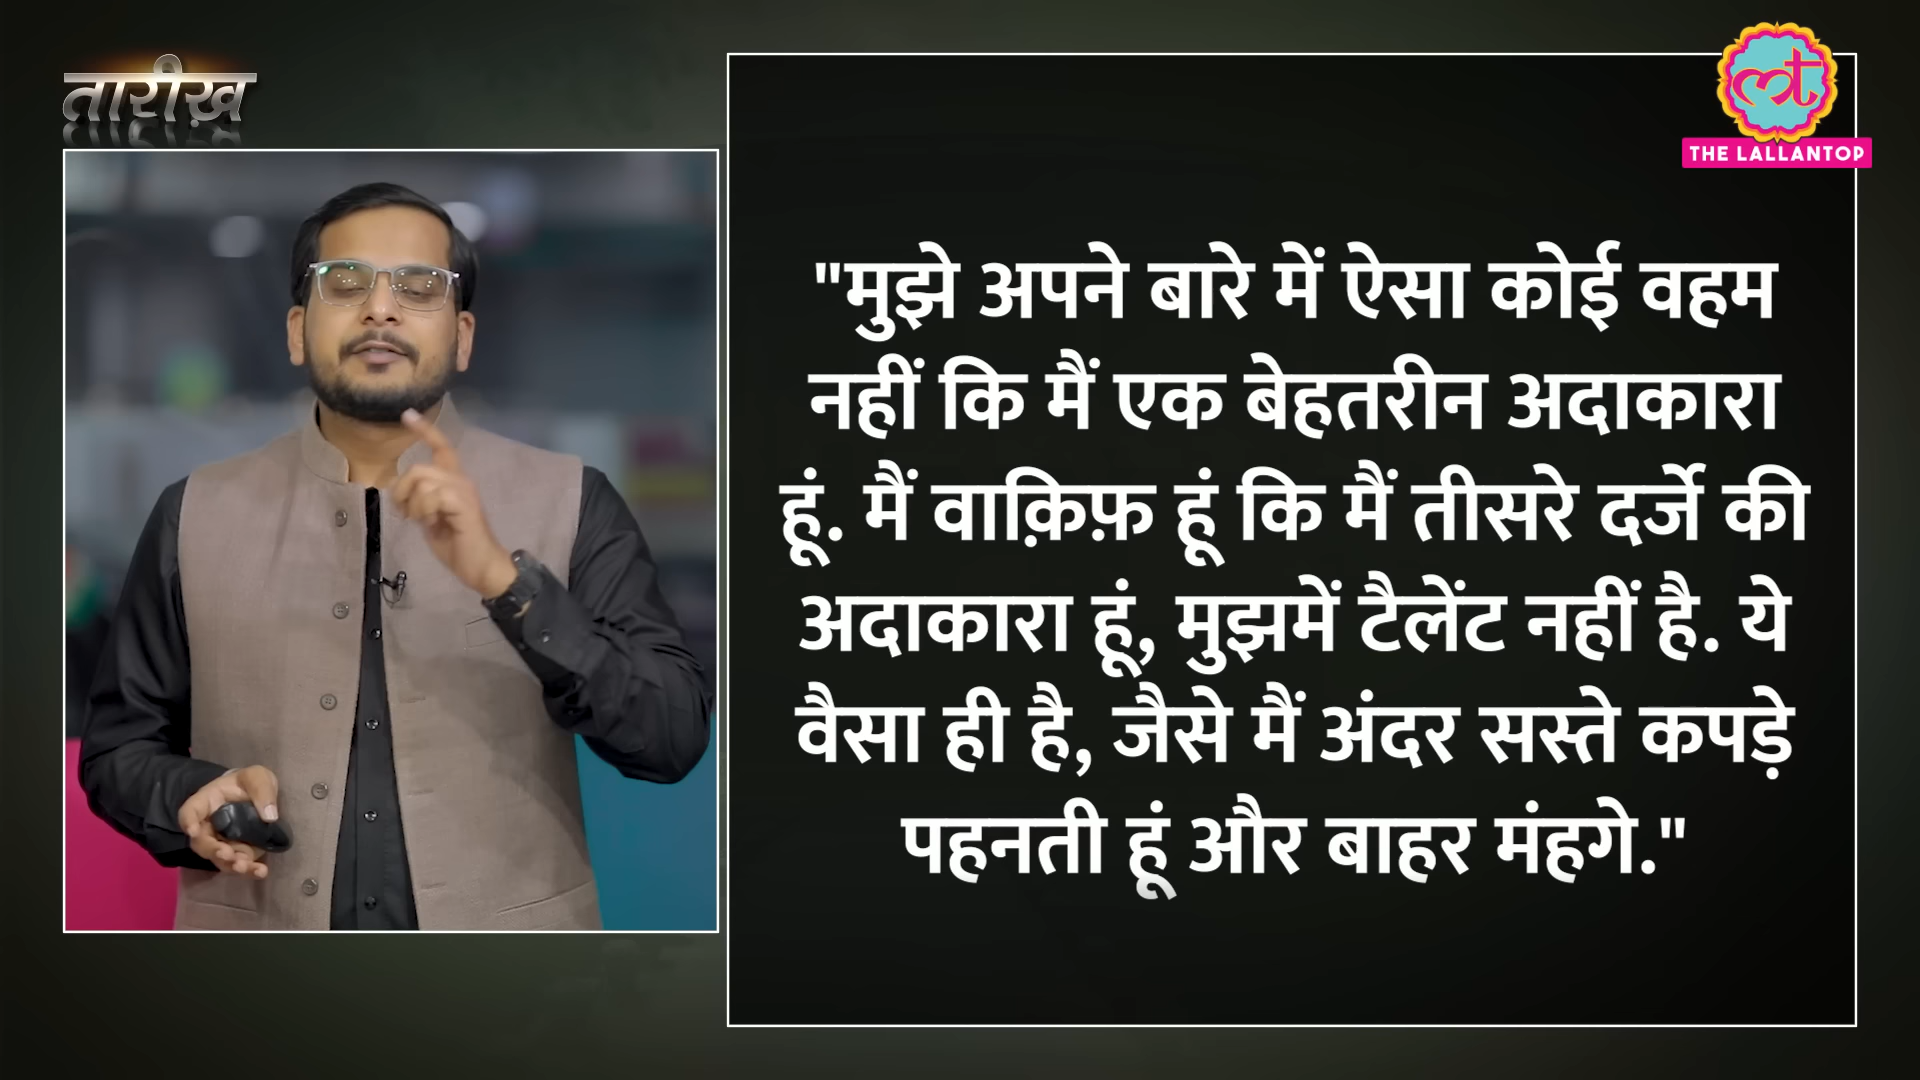 तारीख़
THE LALLANTOP
"मुझे अपने बारे में ऐसा कोई वहम
नहीं कि मैं एक बेहतरीन अदाकारा
हूं. मैं वाक़िफ़ हूं कि मैं तीसरे दर्जे की
अदाकारा हूं, मुझमें टैलेंट नहीं है. ये
वैसा ही है, जैसे मैं अंदर सस्ते कपड़े
पहनती हूं और बाहर मंहगे."